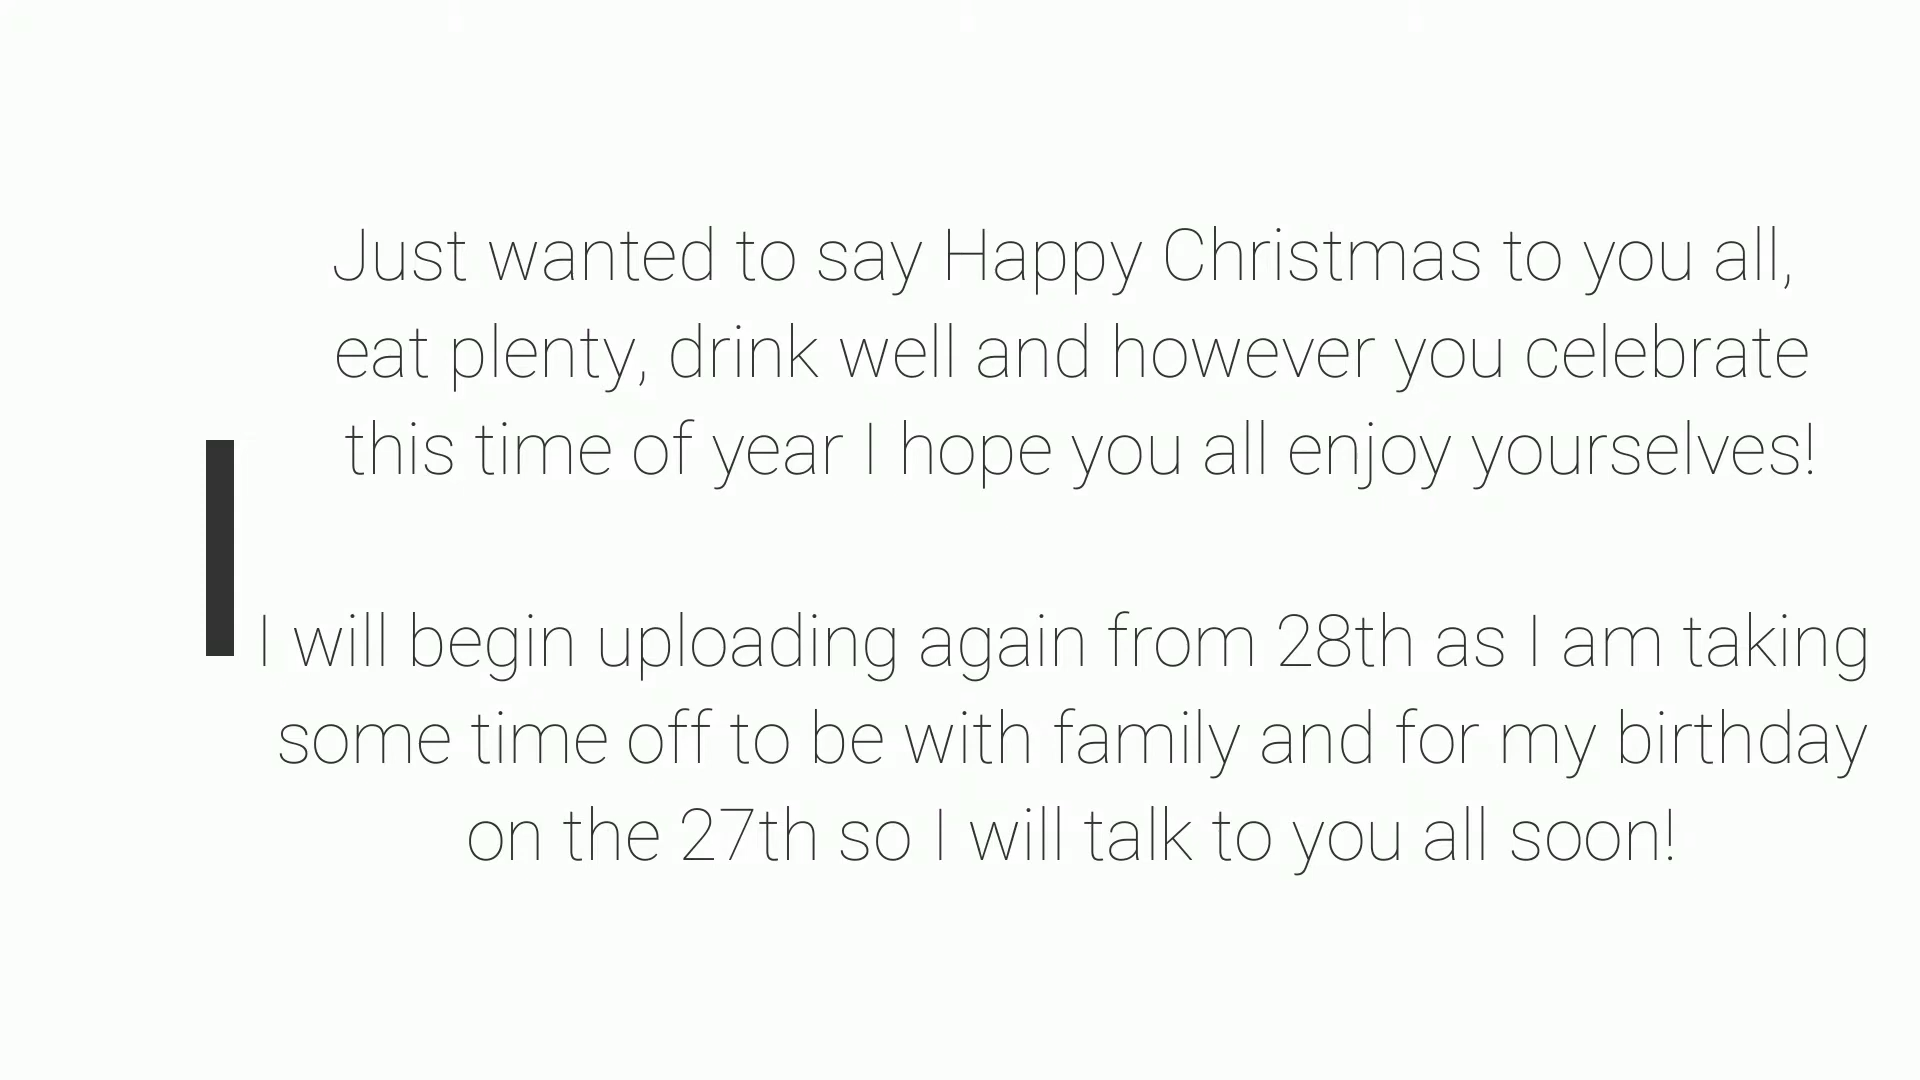 Just wanted to say Happy Christmas to you all,
eat plenty, drink well and however you celebrate
this time of year I hope you all enjoy yourselves!
I will begin uploading again from 28th as I am taking
some time off to be with family and for my birthday
on the 27th so I will talk to you all soon!